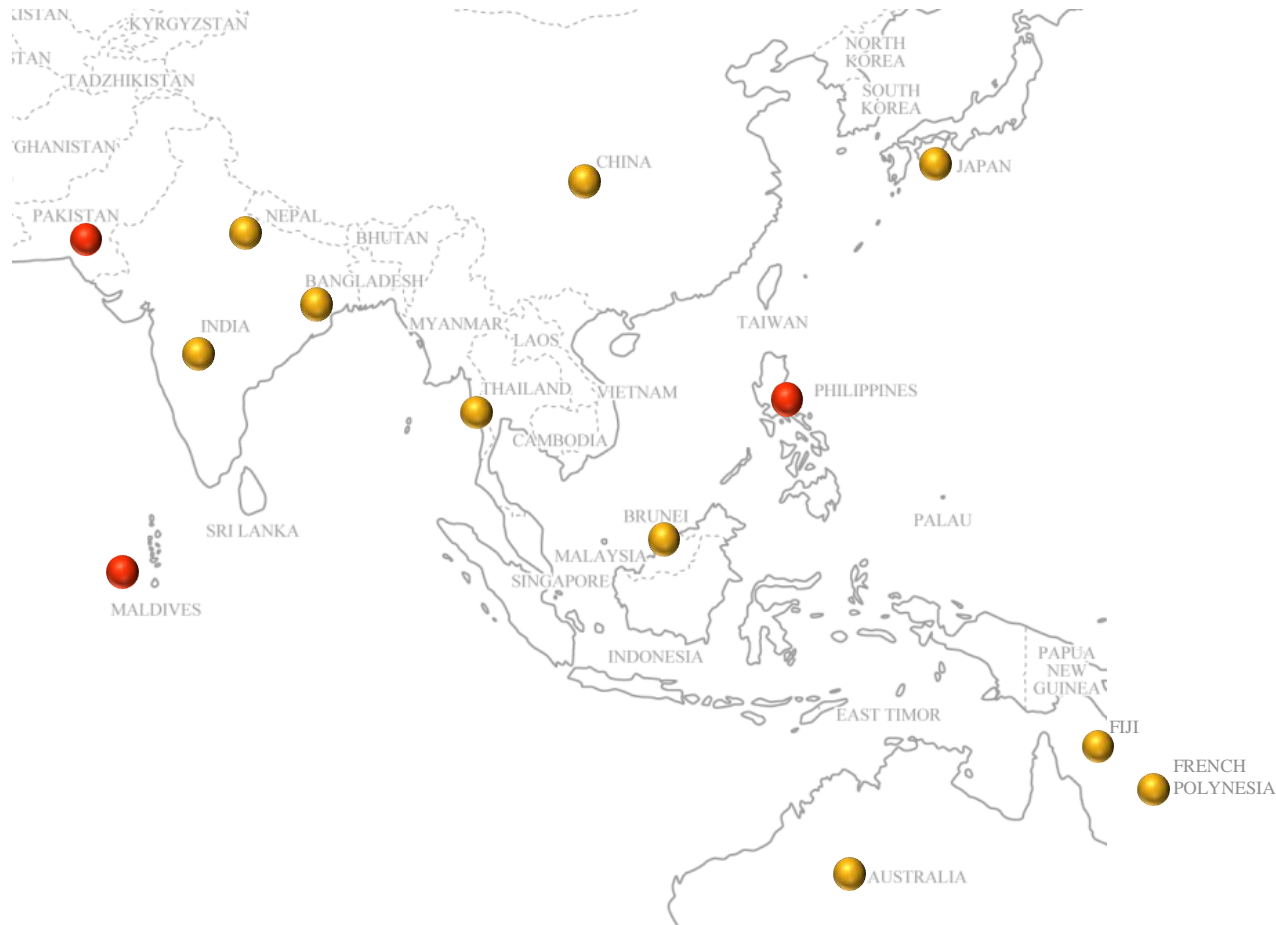 KYRGYZSTAN
TADZHIKISTAN
NORTH
KOREA
SOUTH
KOREA
CHINA
JAPAN
PAKISTAN
NEPAL
BHUTAN
BANGLADESH
INDIA
MYANMAR
LAOS
TAIWAN
THAILAND
VIETNAM
PHILIPPINES
CAMBODIA
SRI LANKA
BRUNEI
PALAU
MALAYSIA
SINGAPORE
MALDIVES
INDONESIA
PAPUA
NEW
GUINEA
EAST TIMOR
FIJI
FRENCH
POLYNESIA
AUSTRALIA